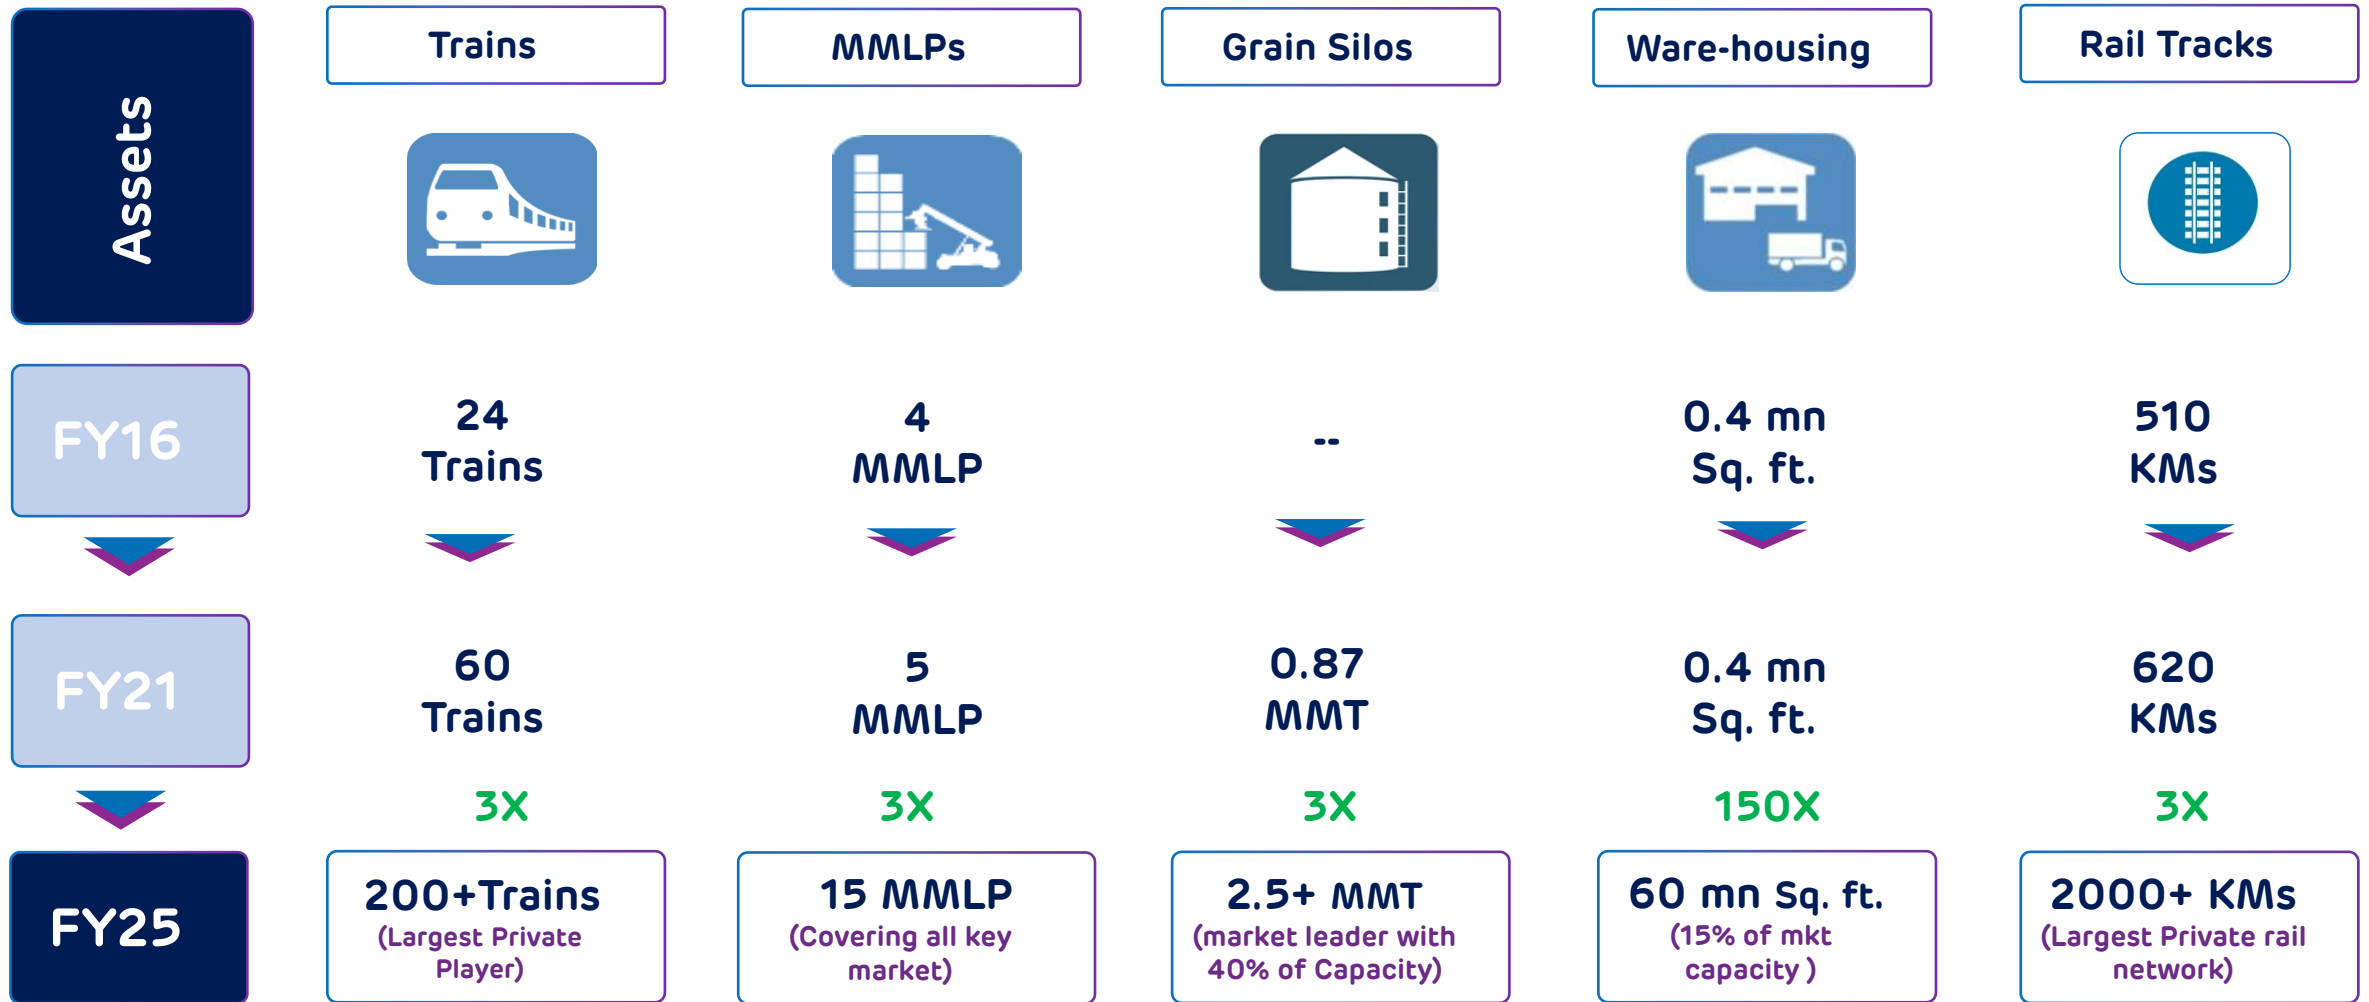 Assets
Trains
MMLPs
Grain Silos
Ware-housing
Rail Tracks
FY16
24
Trains
4
MMLP
--
0.4 mn
Sq. ft.
510
KMs
FY21
60
Trains
5
MMLP
0.87
MMT
0.4 mn
Sq. ft.
620
KMs
3X
3X
3X
150X
3X
FY25
200+Trains
(Largest Private
Player)
15 MMLP
(Covering all key
market)
2.5+ MMT
(market leader with
40% of Capacity)
60 mn Sq. ft.
(15% of mkt
capacity )
2000+ KMs
(Largest Private rail
network)